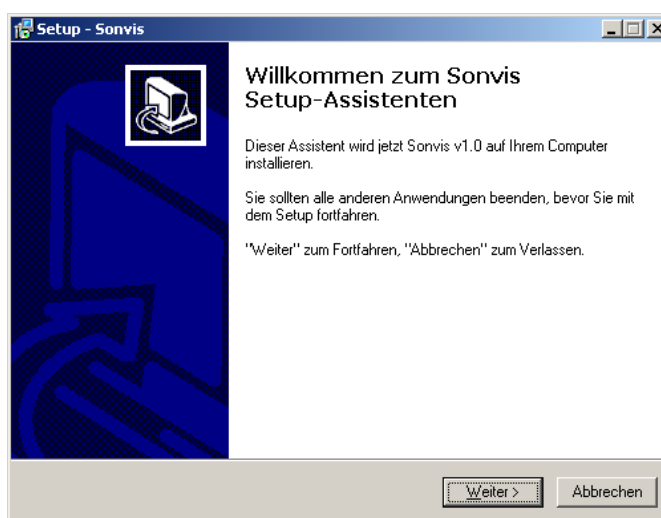 Setup - Sonvis
Willkommen zum Sonvis
Setup-Assistenten
Dieser Assistent wird jetzt Sonvis v1.0 auf Ihrem Computer
installieren.
Sie sollten alle anderen Anwendungen beenden, bevor Sie mit
dem Setup fortfahren.
"Weiter" zum Fortfahren, "Abbrechen" zum Verlassen.
Weiter > Abbrechen